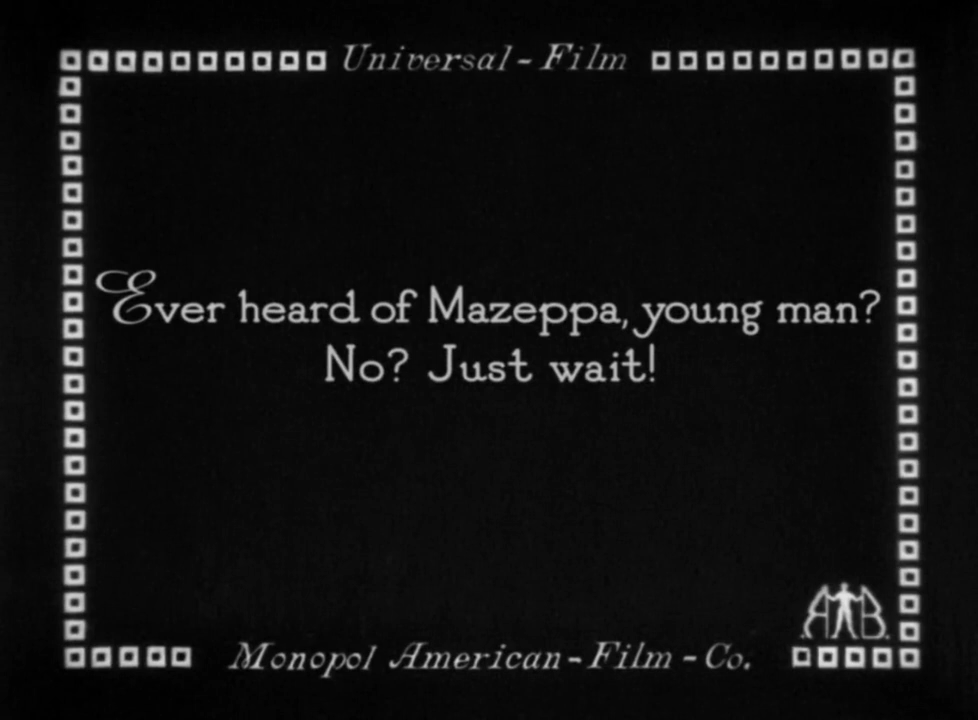 Universal-Film
Ever heard of Mazeppa, young man?
No? Just wait!
A B.
Monopol American-Film-Co.